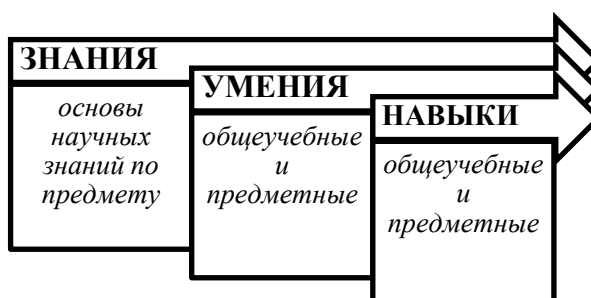 ЗНАНИЯ
основы
научных
знаний по
предмету
УМЕНИЯ
общеучебные
и
предметные
НАВЫКИ
общеучебные
и
предметные